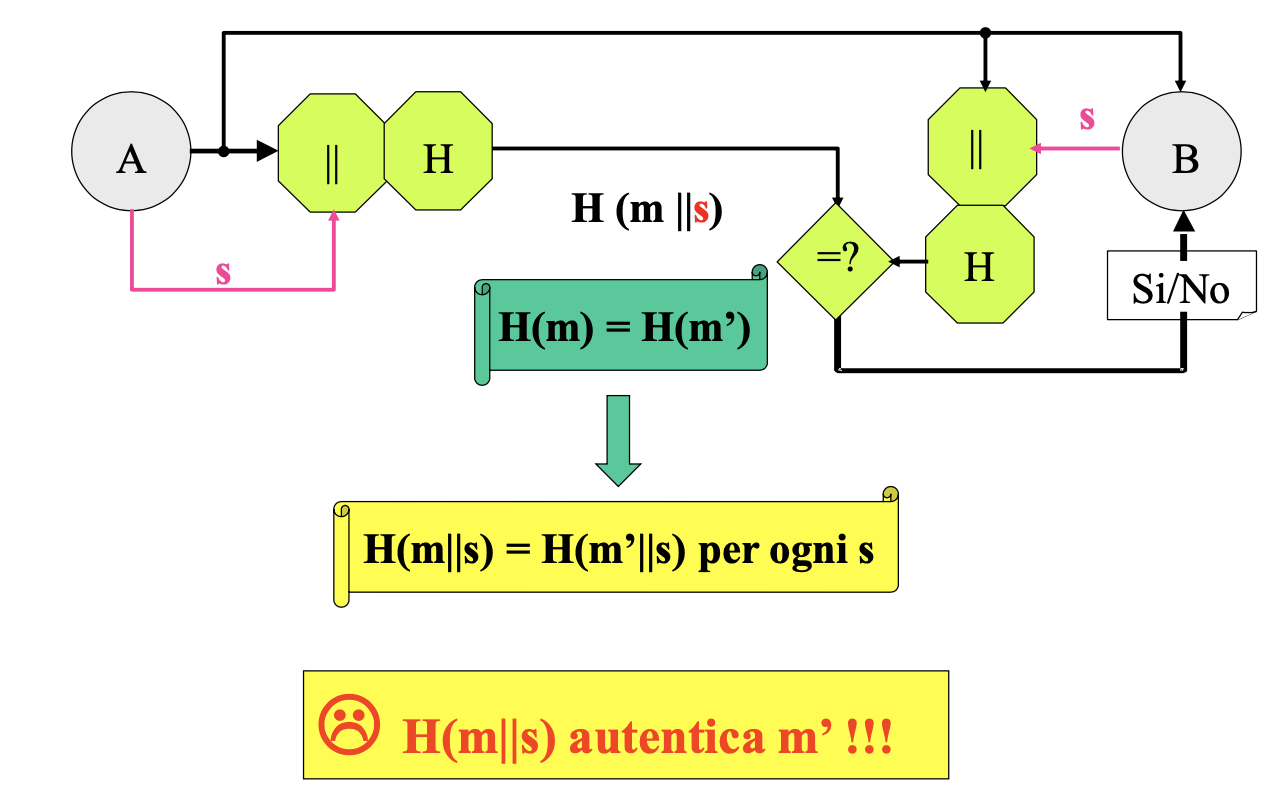 A
||
H
||
s
B
s
H (m ||s)
=?
H
Si/No
H(m) = H(m’)
H(m||s) = H(m’||s) per ogni s
H(m||s) autentica m’ !!!